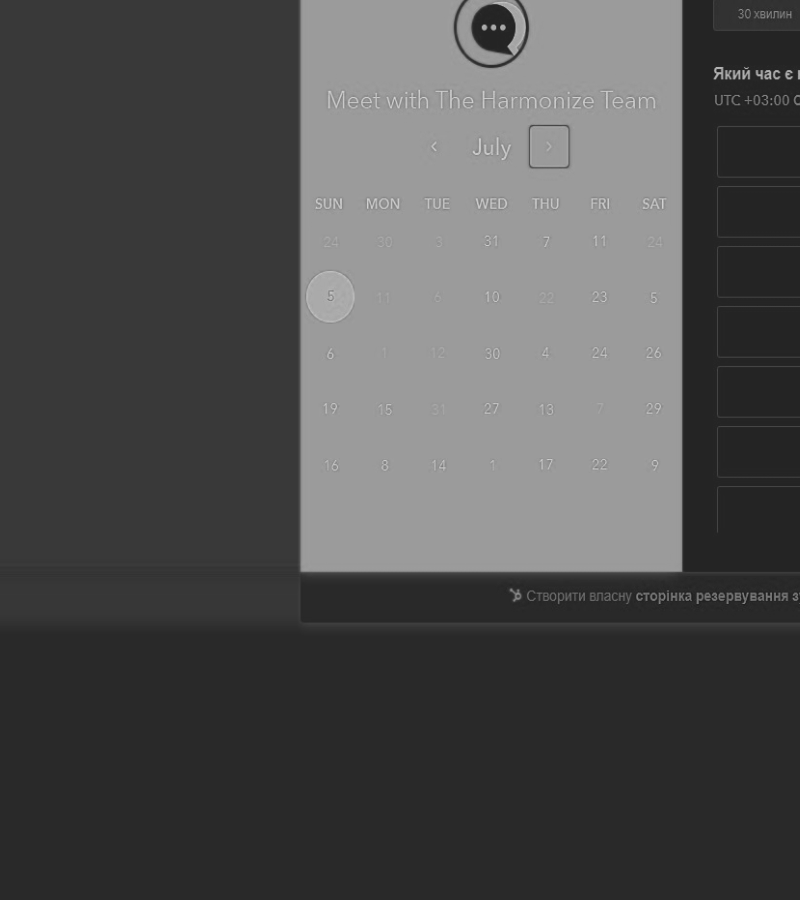 30 хвилин
Meet with The Harmonize Team
Який час є
UTC +03:00
July
SUN MON TUE WED THU FRI SAT
24 30 3 31 7 11 24
5 11 6 10 22 23 5
6 1 12 30 4 24 26
19 15 31 27 13 7 29
16 8 14 1 17 22 9
Створити власну сторінка резервування